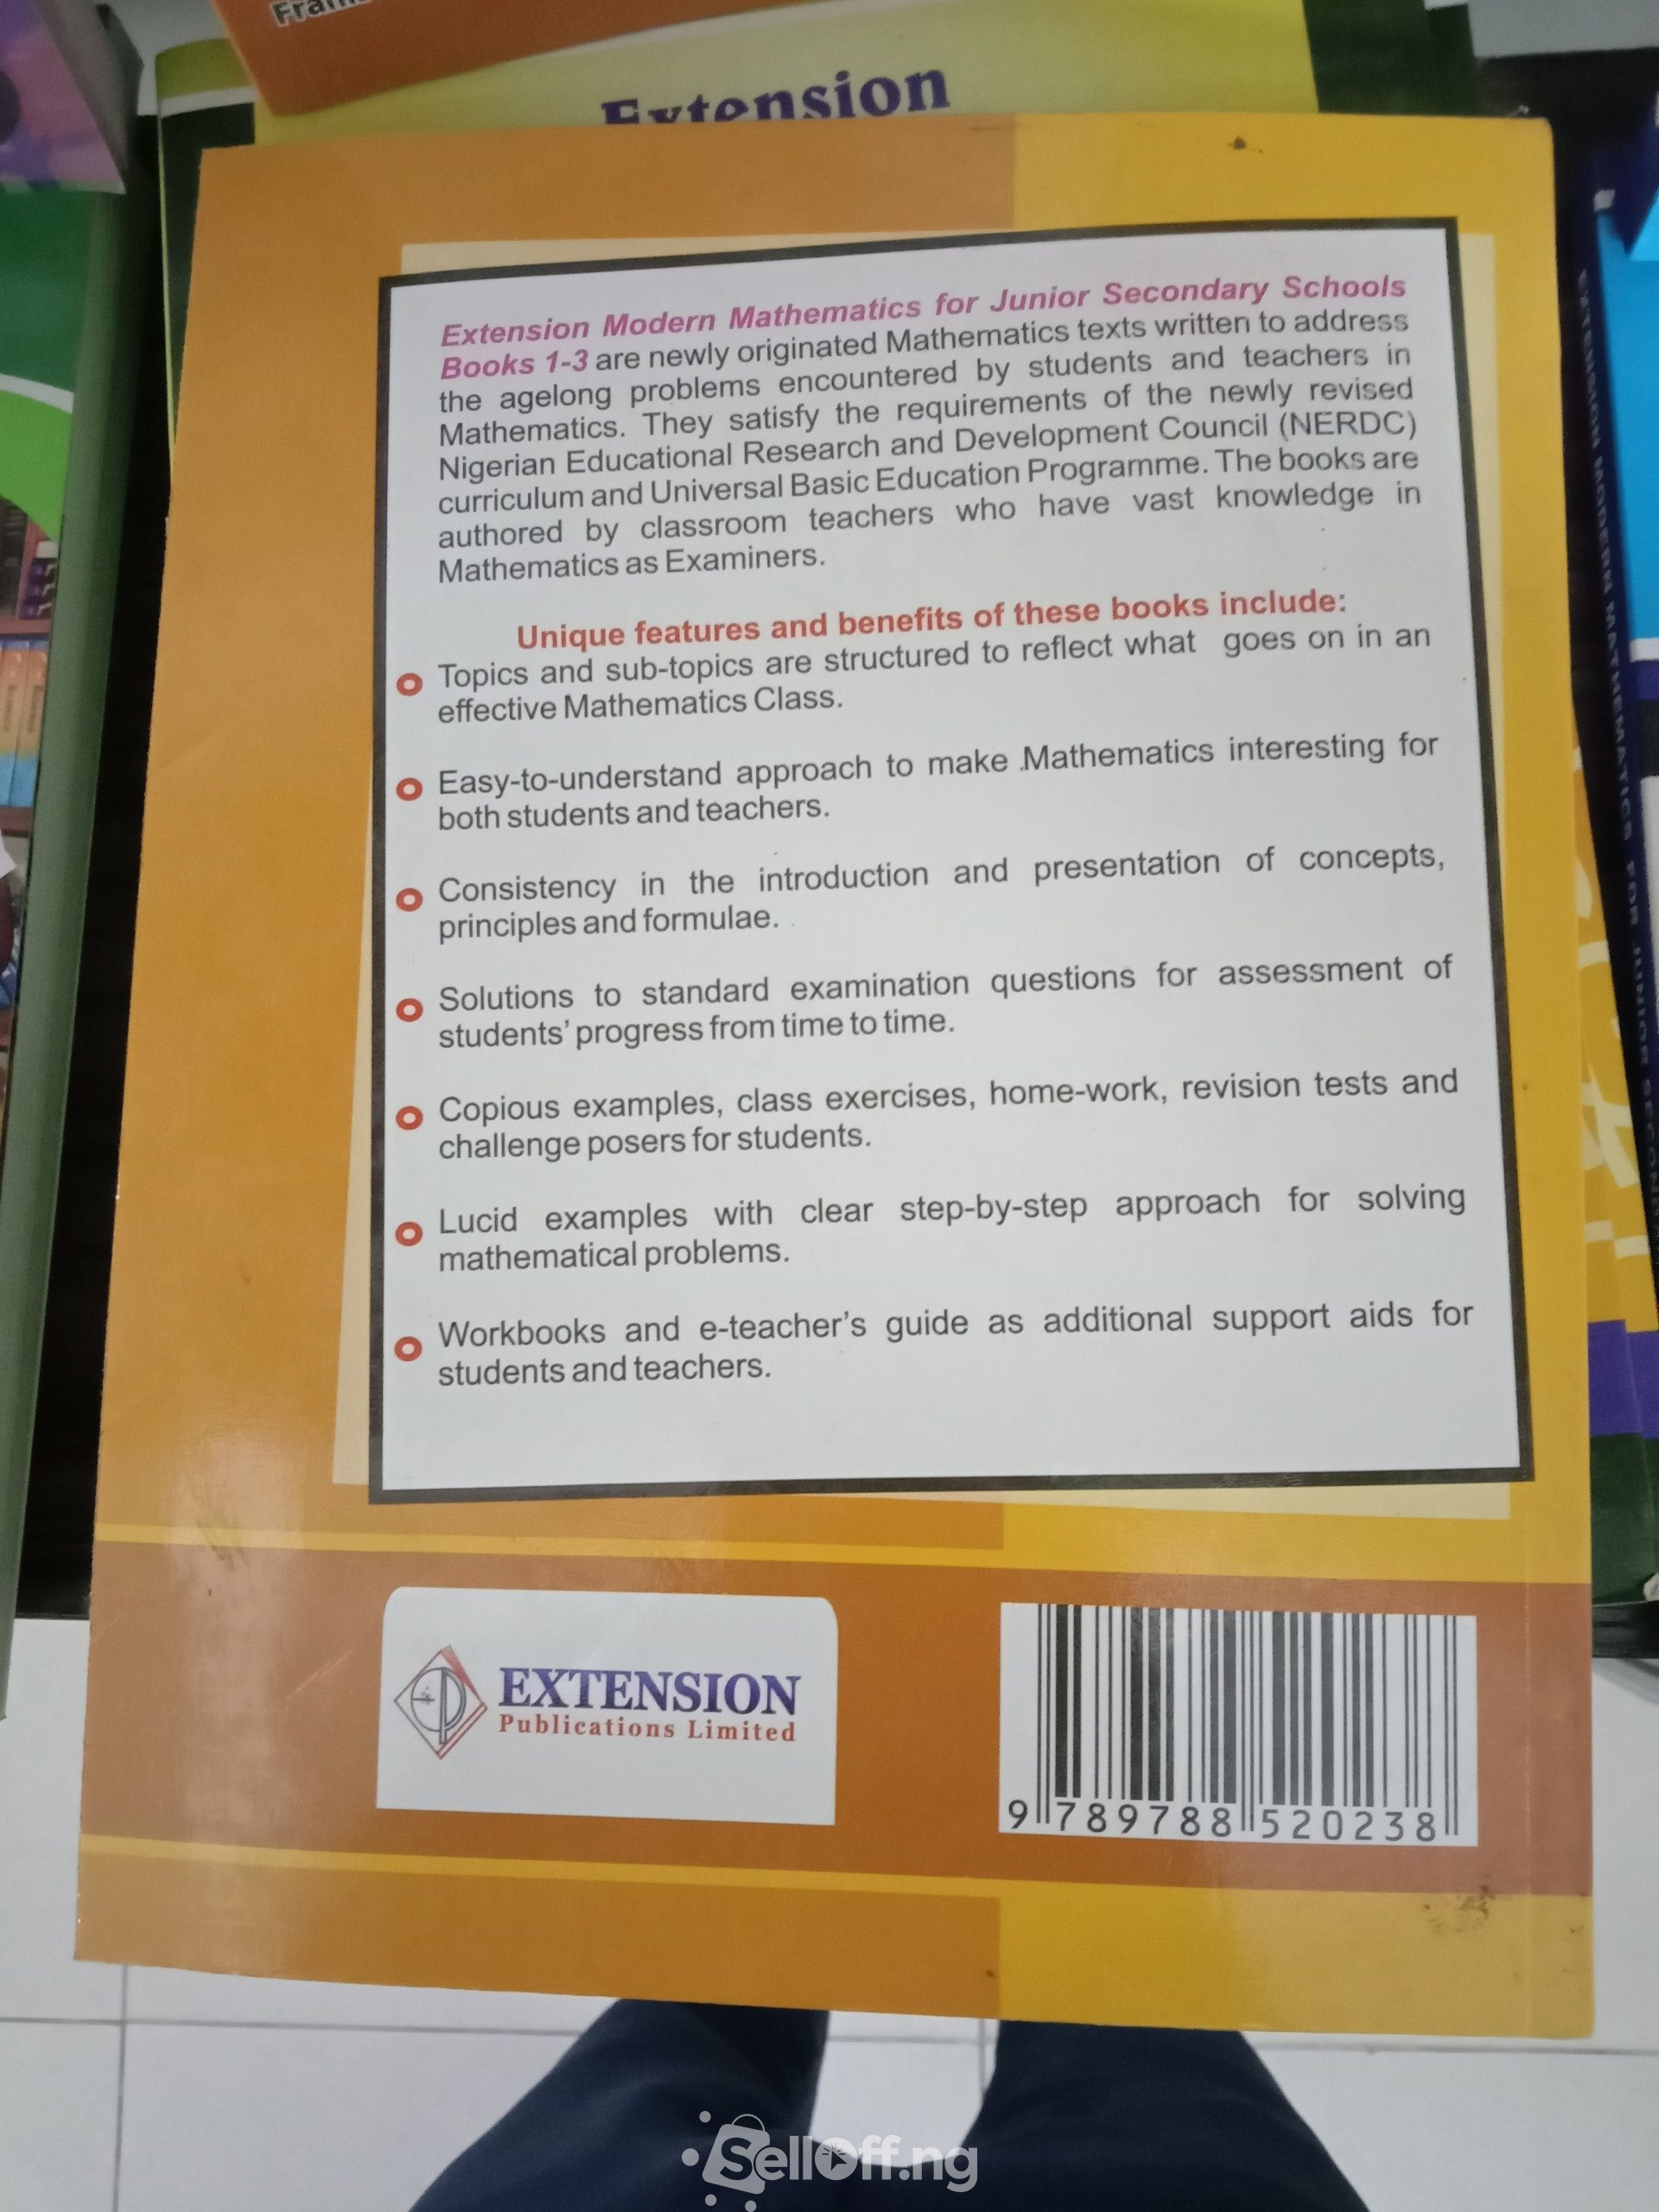 Extension
Extension Modern Mathematics for Junior Secondary Schools
Books 1-3 are newly originated Mathematics texts written to address
the agelong problems encountered by students and teachers in
Mathematics. They satisfy the requirements of the newly revised
Nigerian Educational Research and Development Council (NERDC)
curriculum and Universal Basic Education Programme. The books are
authored by classroom teachers who have vast knowledge in
Mathematics as Examiners.
Unique features and benefits of these books include:
Topics and sub-topics are structured to reflect what goes on in an
effective Mathematics Class.
Easy-to-understand approach to make Mathematics interesting for
both students and teachers.
Consistency in the introduction and presentation of concepts,
principles and formulae.
Solutions to standard examination questions for assessment of
students' progress from time to time.
Copious examples, class exercises, home-work, revision tests and
challenge posers for students.
Lucid examples with clear step-by-step approach for solving
mathematical problems.
Workbooks and e-teacher's guide as additional support aids for
students and teachers.
EXTENSION
Publications Limited
9 789788 520238
EXTENSION MODERN MATHEMATICS FOR JUNIOR
SellOff.ng